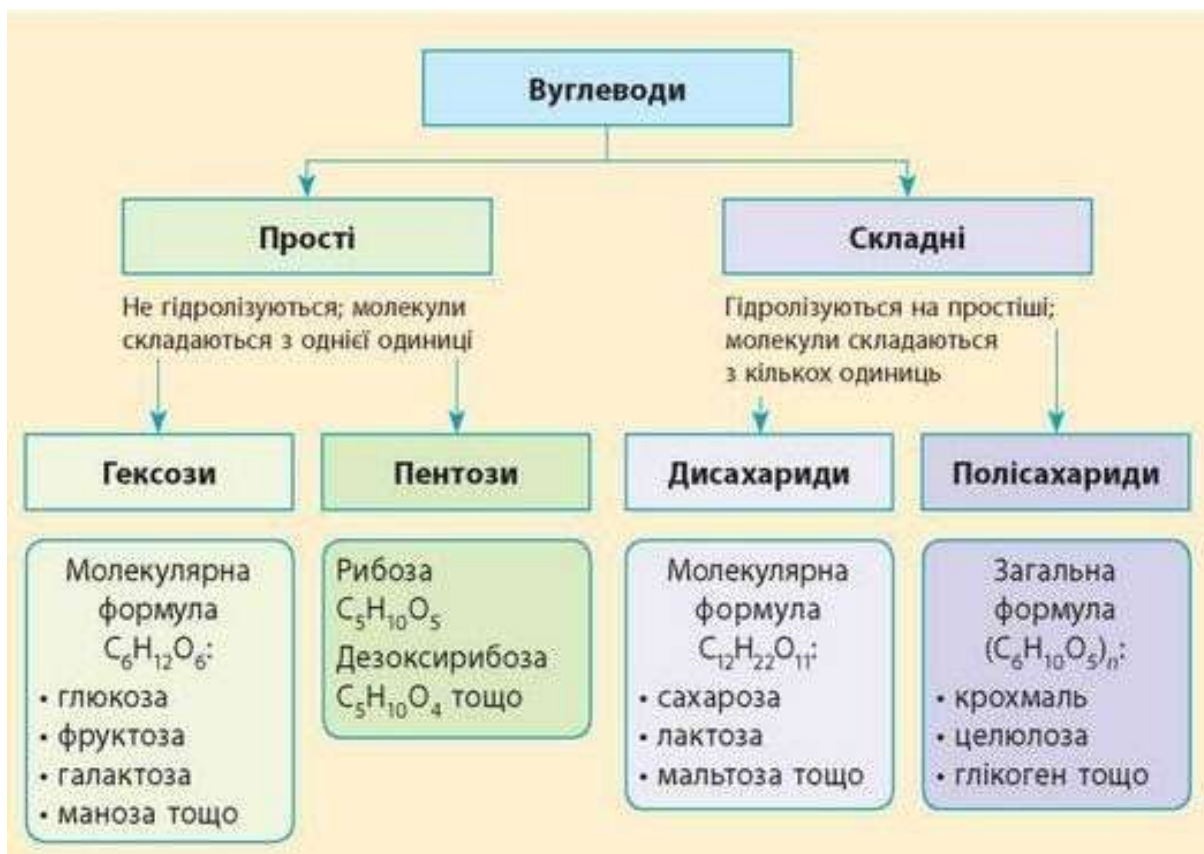 Вуглеводи
Прості
Складні
Не гідролізуються; молекули
складаються з однієї одиниці
Гідролізуються на простіші;
молекули складаються
з кількох одиниць
Гексози
Пентози
Дисахариди
Полісахариди
Молекулярна
формула
C₆H₁₂O₆:
• глюкоза
• фруктоза
• галактоза
• маноза тощо
Рибоза
C₅H₁₀O₅
Дезоксирибоза
C₅H₁₀O₄ тощо
Молекулярна
формула
C₁₂H₂₂O₁₁:
• сахароза
• лактоза
• мальтоза тощо
Загальна
формула
(C₆H₁₀O₅)ₙ:
• крохмаль
• целюлоза
• глікоген тощо